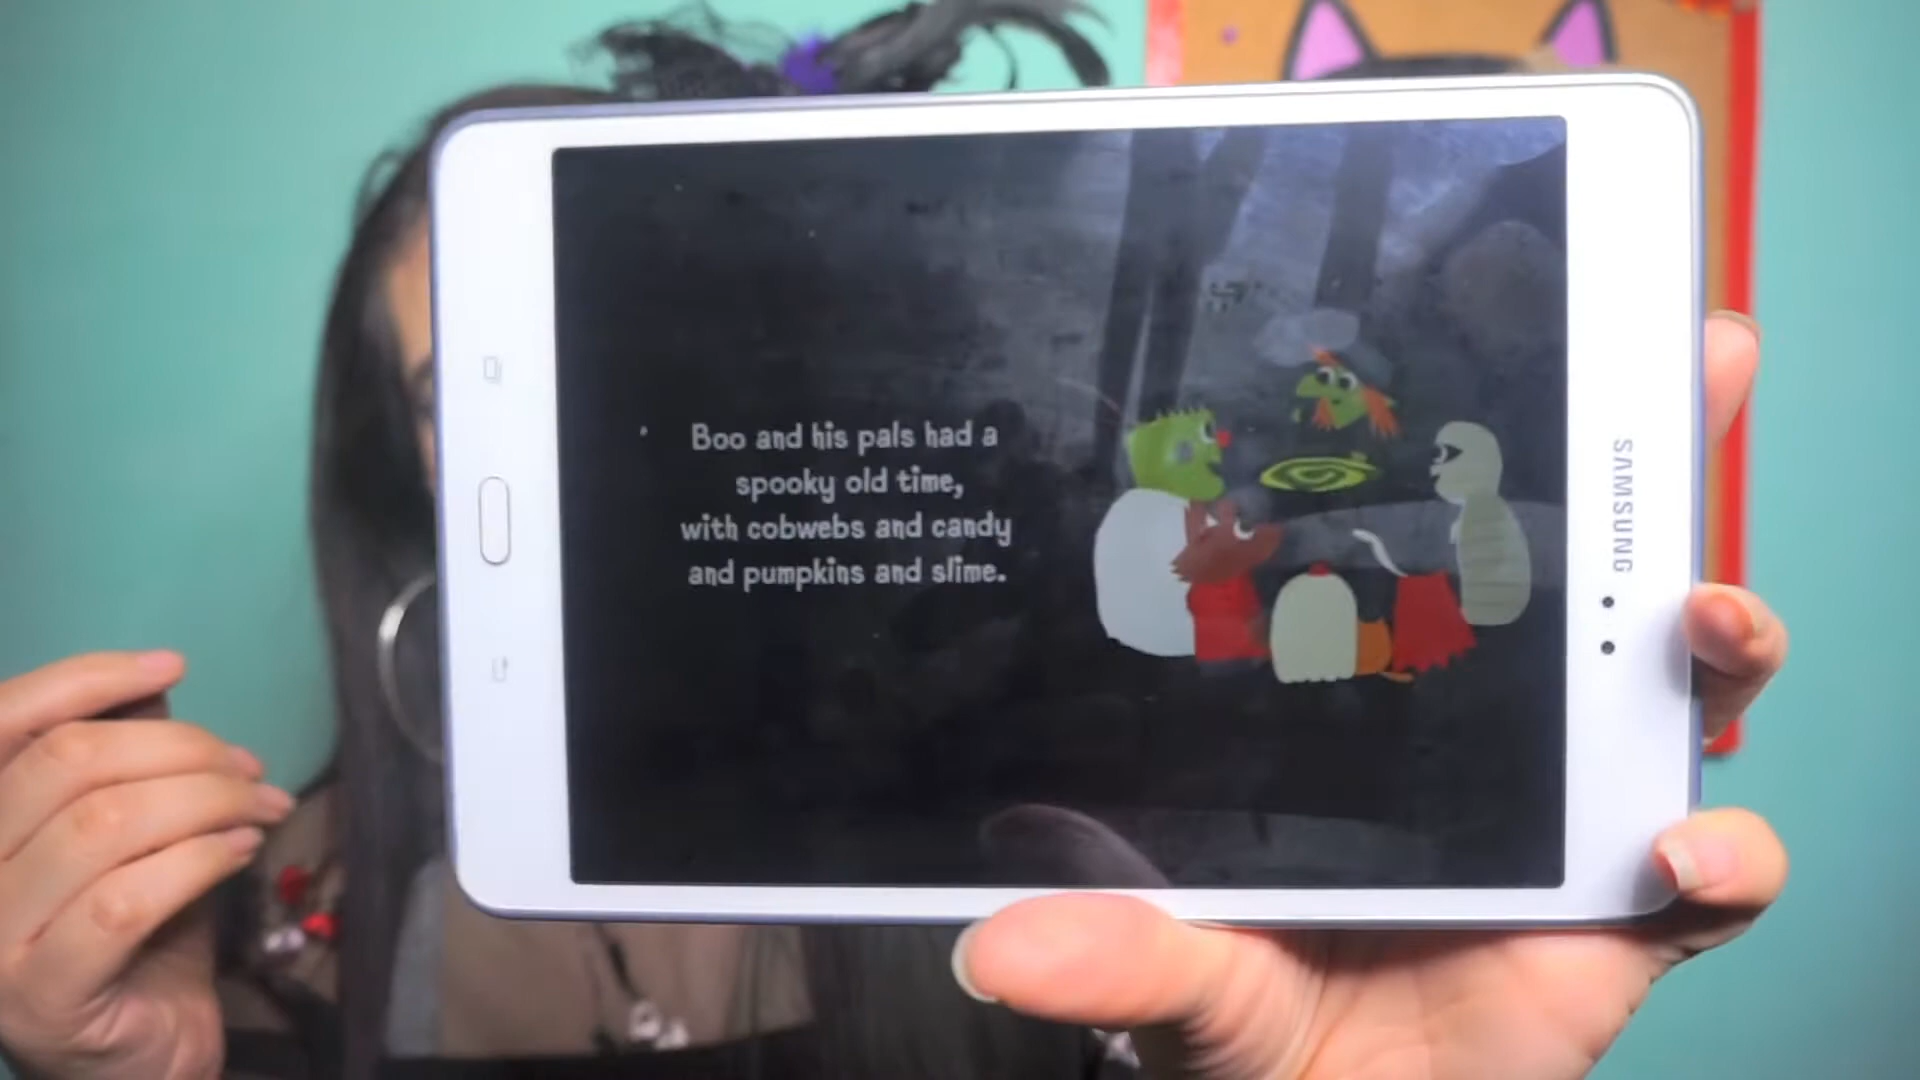 Boo and his pals had a
spooky old time,
with cobwebs and candy
and pumpkins and slime.
SAMSUNG